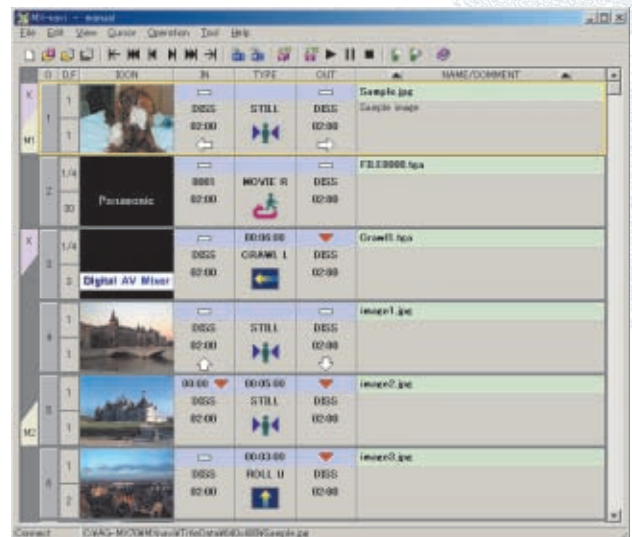 MX-navi - manual
File Edit View Cursor Operation Tool Help
O D,F ICON IN TYPE OUT NAME/COMMENT
K M1
1 1 1 DISS 02:00 STILL DISS 02:00 Sample.jpg
Sample image
2 1/4 30 Panasonic 0001 02:00 MOVIE R DISS 02:00 FILE0000.tga
K
3 1/4 3 Digital AV Mixer DISS 02:00 00:06:00 CRAWL L DISS 02:00 Crawl1.tga
4 1 1 DISS 02:00 STILL DISS 02:00 image1.jpg
M2
5 1 1 00:00 DISS 02:00 00:05:00 STILL DISS 02:00 image2.jpg
6 1 2 DISS 02:00 00:03:00 ROLL U DISS 02:00 image3.jpg
Connect